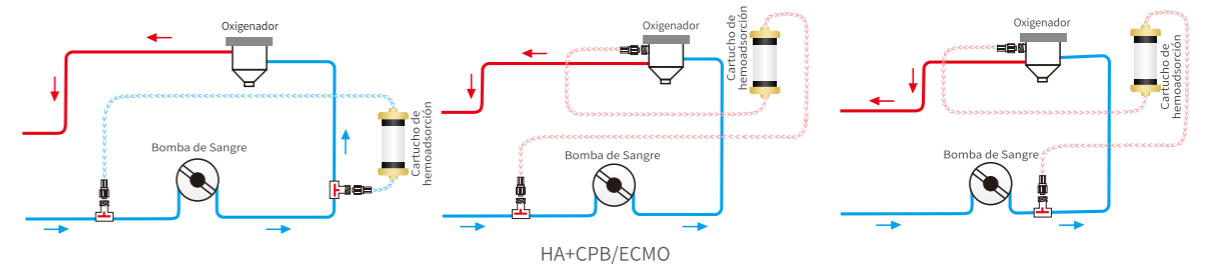 Oxigenador
Cartucho de
hemoadsorción
Bomba de Sangre
Oxigenador
Cartucho de
hemoadsorción
Bomba de Sangre
Oxigenador
Cartucho de
hemoadsorción
Bomba de Sangre
HA+CPB/ECMO